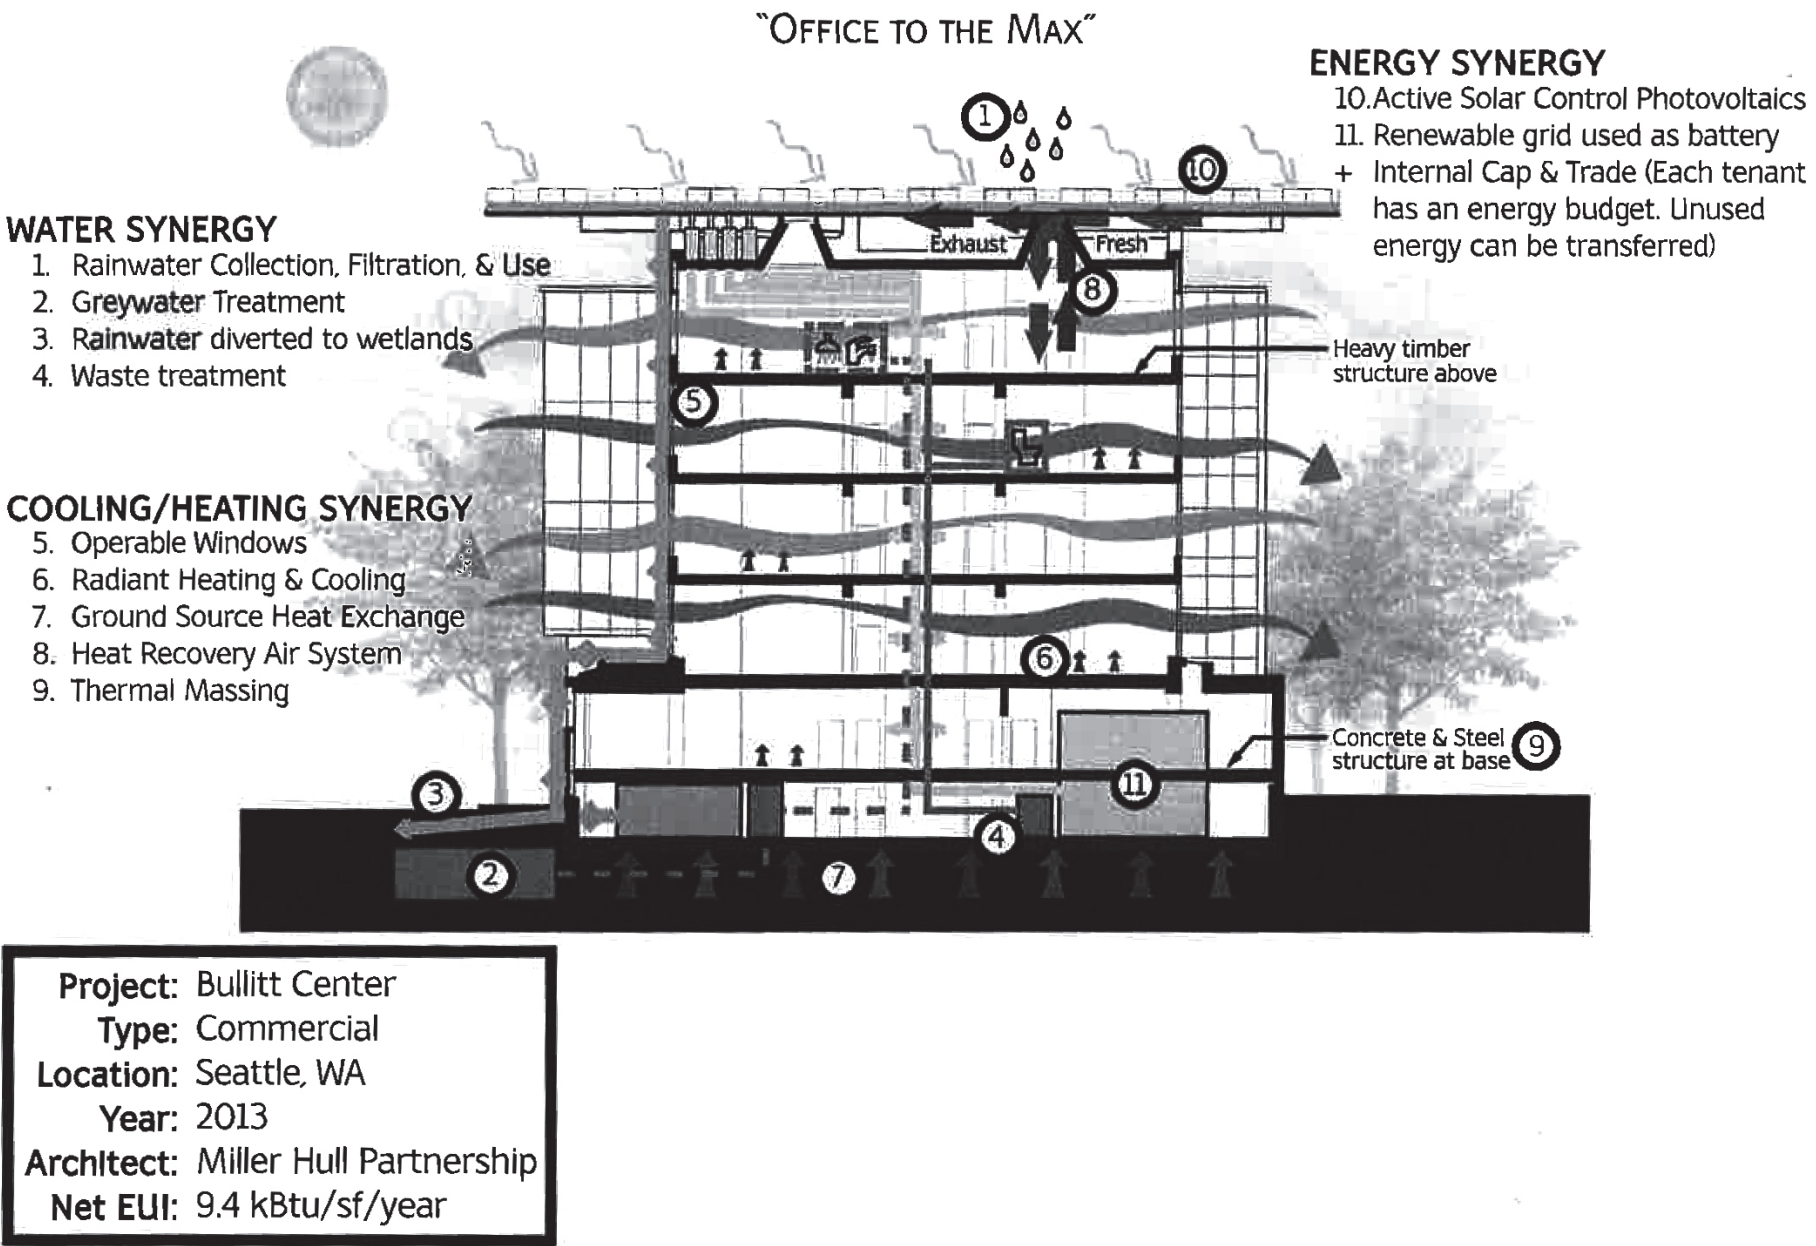 "OFFICE TO THE MAX"
ENERGY SYNERGY
10. Active Solar Control Photovoltaics
11. Renewable grid used as battery
+ Internal Cap & Trade (Each tenant
has an energy budget. Unused
energy can be transferred)
WATER SYNERGY
1. Rainwater Collection, Filtration, & Use
2. Greywater Treatment
3. Rainwater diverted to wetlands
4. Waste treatment
COOLING/HEATING SYNERGY
5. Operable Windows
6. Radiant Heating & Cooling
7. Ground Source Heat Exchange
8. Heat Recovery Air System
9. Thermal Massing
1
10
Exhaust
Fresh
8
Heavy timber
structure above
5
6
Concrete & Steel
structure at base
9
3
11
4
2
7
Project: Bullitt Center
Type: Commercial
Location: Seattle, WA
Year: 2013
Architect: Miller Hull Partnership
Net EUI: 9.4 kBtu/sf/year